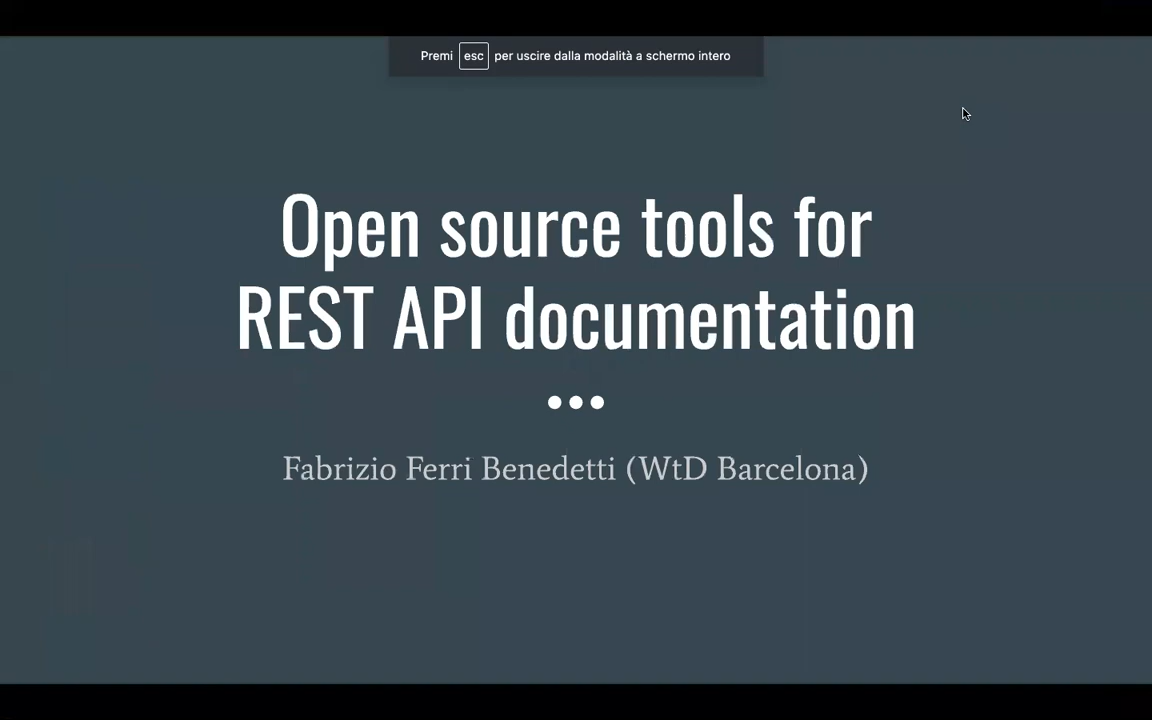 Premi esc per uscire dalla modalità a schermo intero
Open source tools for
REST API documentation
Fabrizio Ferri Benedetti (WtD Barcelona)